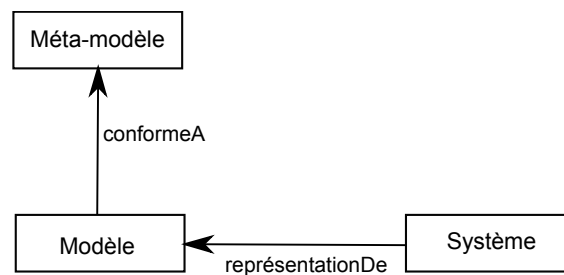 Méta-modèle
conformeA
Modèle
Système
représentationDe